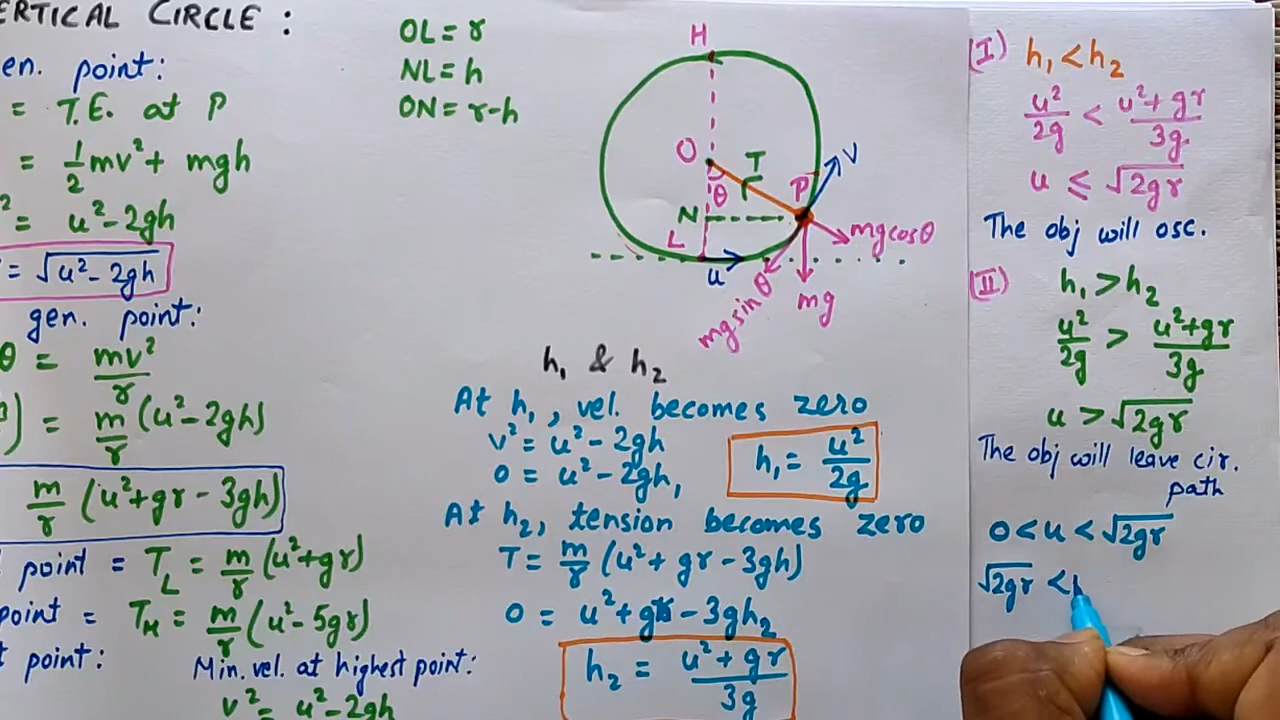 ERTICAL CIRCLE :
en. point:
= T.E. at P
= 1/2 mv² + mgh
² = u² - 2gh
= √(u² - 2gh)
gen. point:
θ = mv²/r
) = m/r (u² - 2gh)
m/r (u² + gr - 3gh)
point = T_L = m/r (u² + gr)
point = T_H = m/r (u² - 5gr)
t point:
Min. vel. at highest point:
v² = u² - 2gh
OL = r
NL = h
ON = r-h
H
O
T
θ
P
V
N
L
u
mg cosθ
mg sinθ
mg
h₁ & h₂
At h₁, vel. becomes zero
v² = u² - 2gh
0 = u² - 2gh₁
h₁ = u²/2g
At h₂, tension becomes zero
T = m/r (u² + gr - 3gh)
0 = u² + gr - 3gh₂
h₂ = (u² + gr)/3g
(I) h₁ < h₂
u²/2g < (u² + gr)/3g
u ≤ √2gr
The obj will osc.
(II) h₁ > h₂
u²/2g > (u² + gr)/3g
u > √2gr
The obj will leave cir.
path
0 < u < √2gr
√2gr <